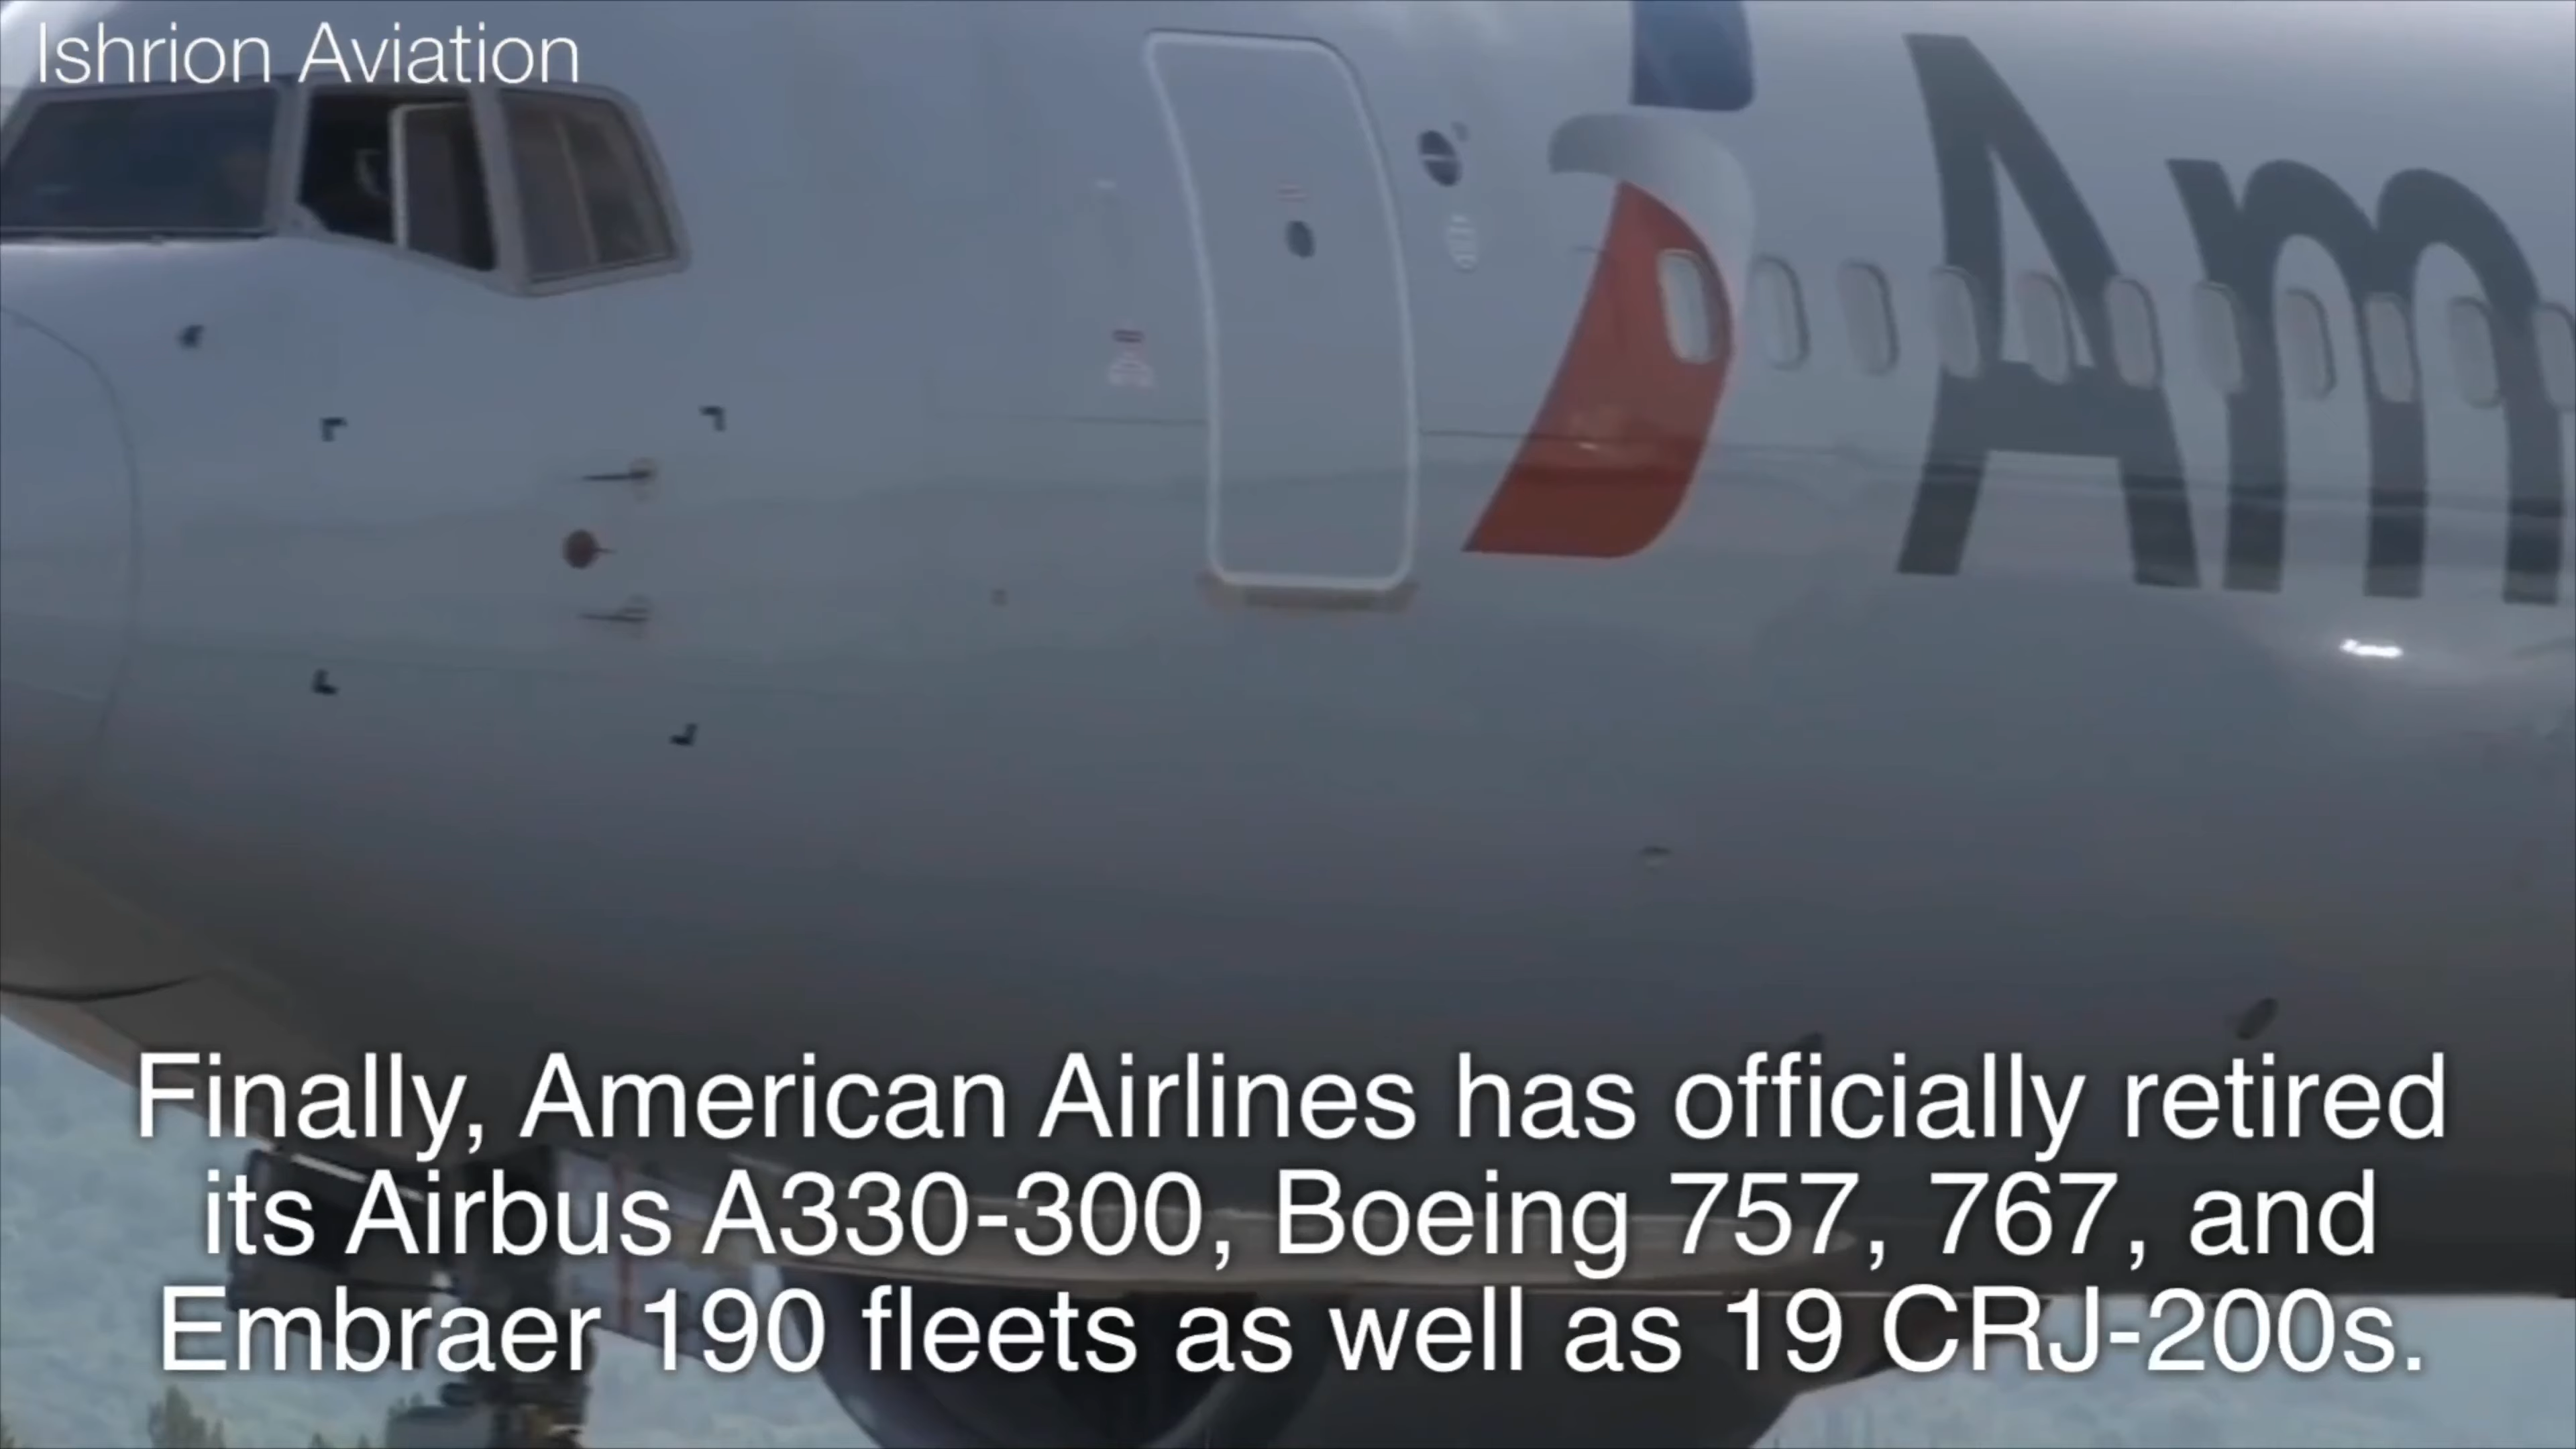 Ishrion Aviation
Am
Finally, American Airlines has officially retired
its Airbus A330-300, Boeing 757, 767, and
Embraer 190 fleets as well as 19 CRJ-200s.